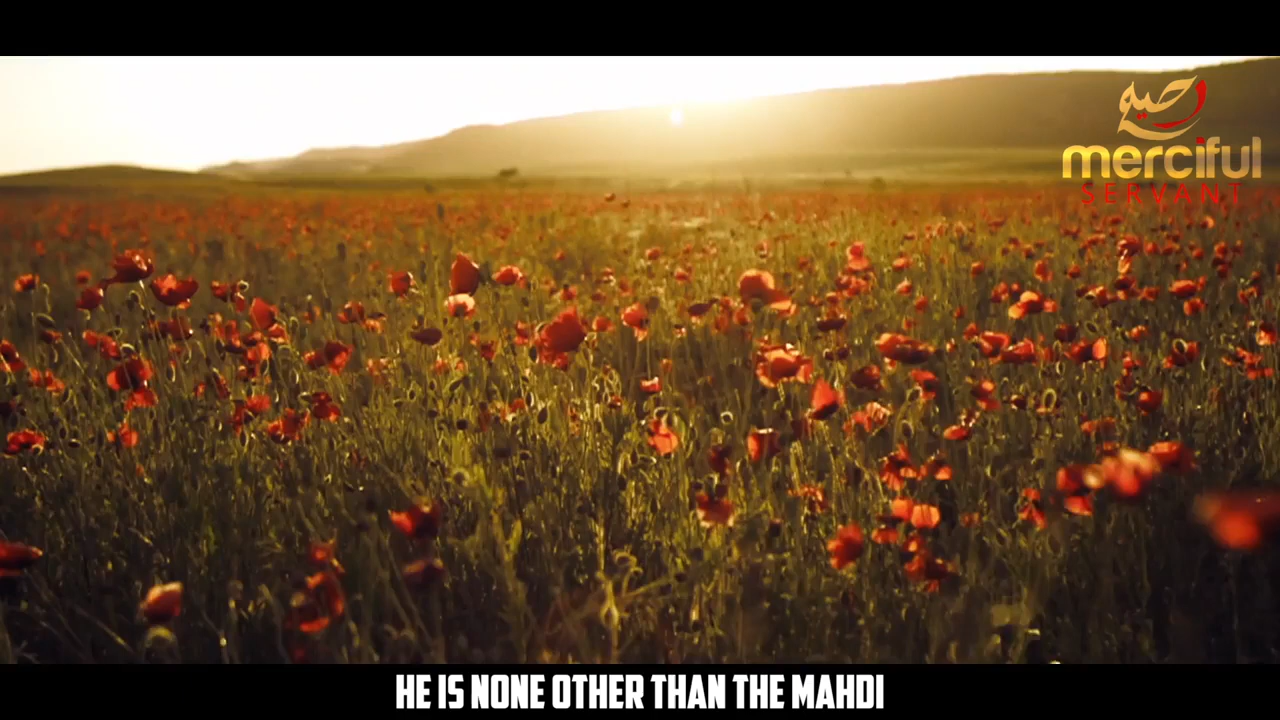 رحيم
merciful
SERVANT
HE IS NONE OTHER THAN THE MAHDI